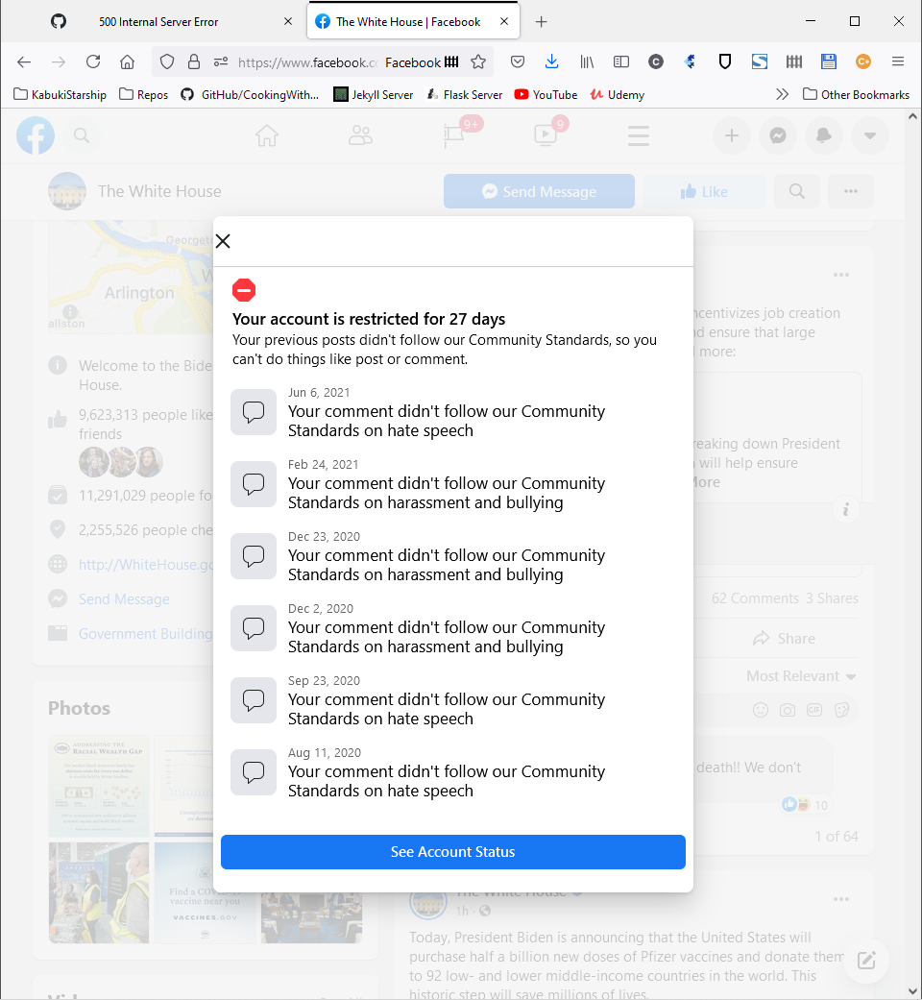 500 Internal Server Error
The White House | Facebook
https://www.facebook.co
Facebook
KabukiStarship
Repos
GitHub/CookingWith...
Jekyll Server
Flask Server
YouTube
Udemy
Other Bookmarks
9+
9
The White House
Send Message
Like
Georgetow
Arlington
W
allston
Welcome to the Bide
House.
9,623,313 people like
friends
11,291,029 people fo
2,255,526 people che
http://WhiteHouse.go
Send Message
Government Building
Photos
ADDRESSING THE
RACIAL WEALTH GAP
Find a COVID-19
vaccine near you
VACCINES.GOV
Your account is restricted for 27 days
Your previous posts didn't follow our Community Standards, so you
can't do things like post or comment.
Jun 6, 2021
Your comment didn't follow our Community
Standards on hate speech
Feb 24, 2021
Your comment didn't follow our Community
Standards on harassment and bullying
Dec 23, 2020
Your comment didn't follow our Community
Standards on harassment and bullying
Dec 2, 2020
Your comment didn't follow our Community
Standards on harassment and bullying
Sep 23, 2020
Your comment didn't follow our Community
Standards on hate speech
Aug 11, 2020
Your comment didn't follow our Community
Standards on hate speech
See Account Status
ncentivizes job creation
nd ensure that large
l more:
reaking down President
n will help ensure
More
62 Comments 3 Shares
Share
Most Relevant
GIF
death!! We don't
10
1 of 64
The White House
1h
Today, President Biden is announcing that the United States will
purchase half a billion new doses of Pfizer vaccines and donate them
to 92 low- and lower middle-income countries in the world. This
historic step will save millions of lives.